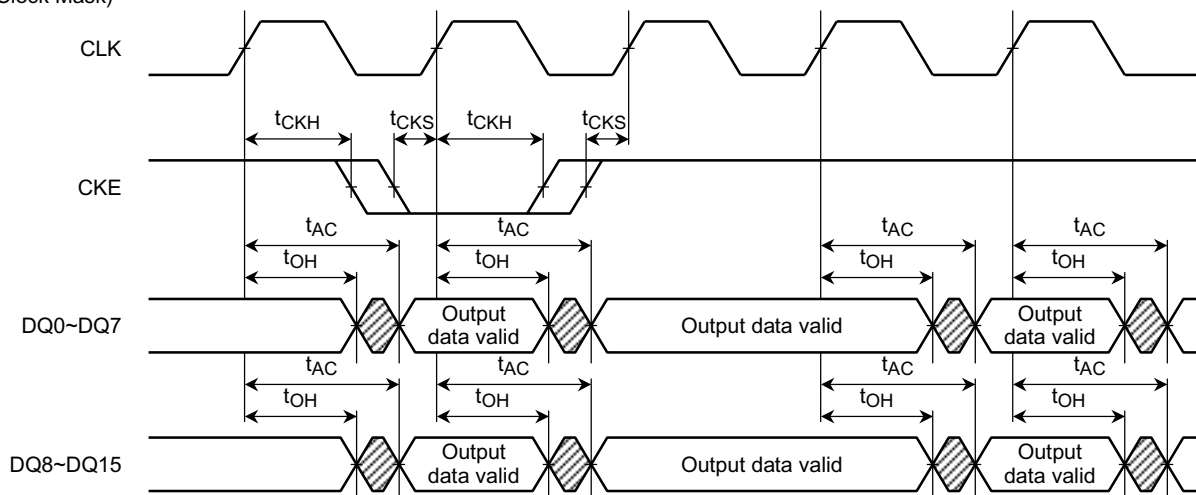 Clock Mask)
CLK
tCKH tCKS tCKH tCKS
CKE
tAC tAC tAC tAC
tOH tOH tOH tOH
DQ0~DQ7
Output
data valid
Output data valid
Output
data valid
tAC tAC tAC tAC
tOH tOH tOH tOH
DQ8~DQ15
Output
data valid
Output data valid
Output
data valid